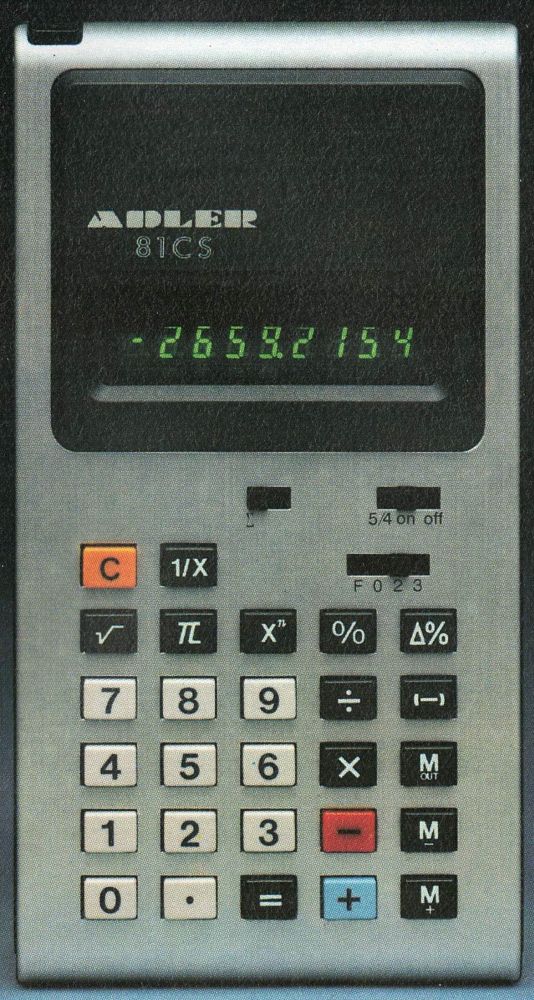 ADLER
81CS
-2659.2154
Σ 5/4 on off
C 1/X
F 0 2 3
√ π Xⁿ % Δ%
7 8 9 ÷ (−)
4 5 6 × M OUT
1 2 3 − M −
0 . = + M +